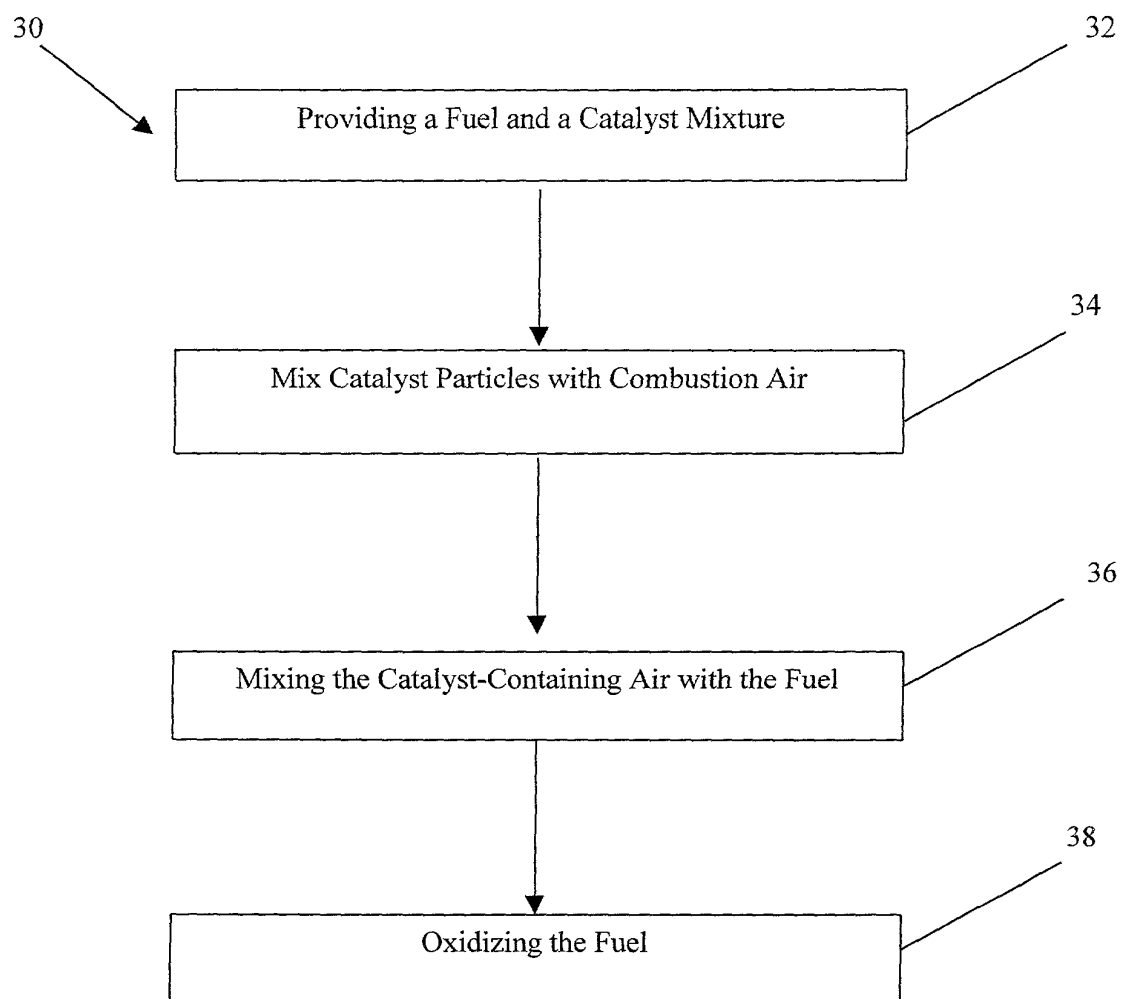 30
32
Providing a Fuel and a Catalyst Mixture
34
Mix Catalyst Particles with Combustion Air
36
Mixing the Catalyst-Containing Air with the Fuel
38
Oxidizing the Fuel